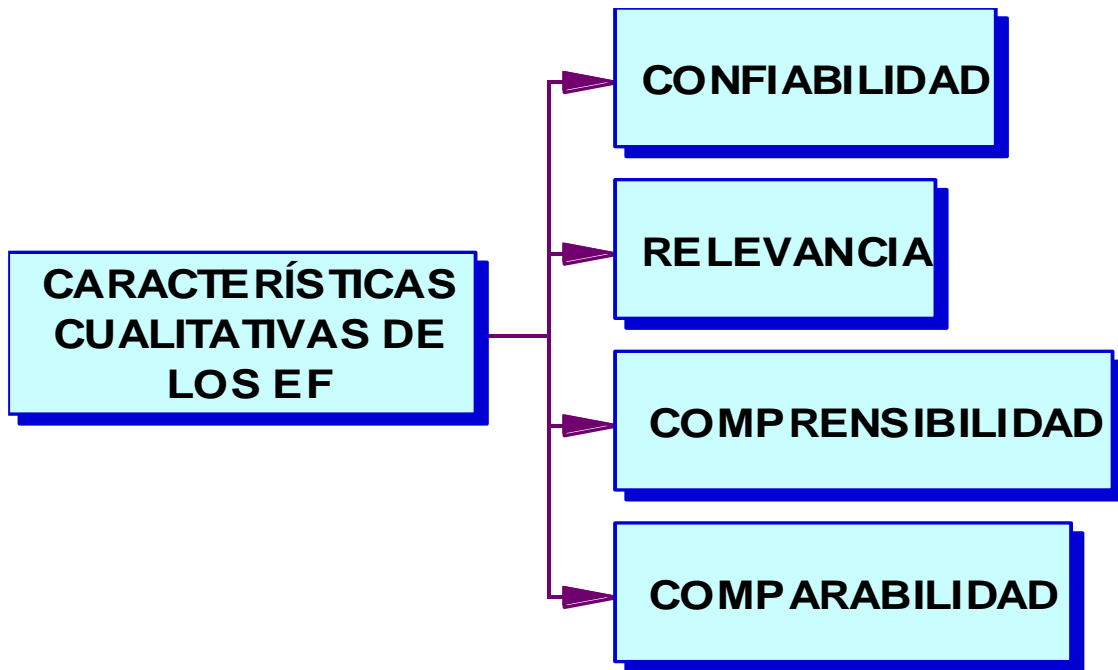 CARACTERÍSTICAS
CUALITATIVAS DE
LOS EF
CONFIABILIDAD
RELEVANCIA
COMPRENSIBILIDAD
COMPARABILIDAD